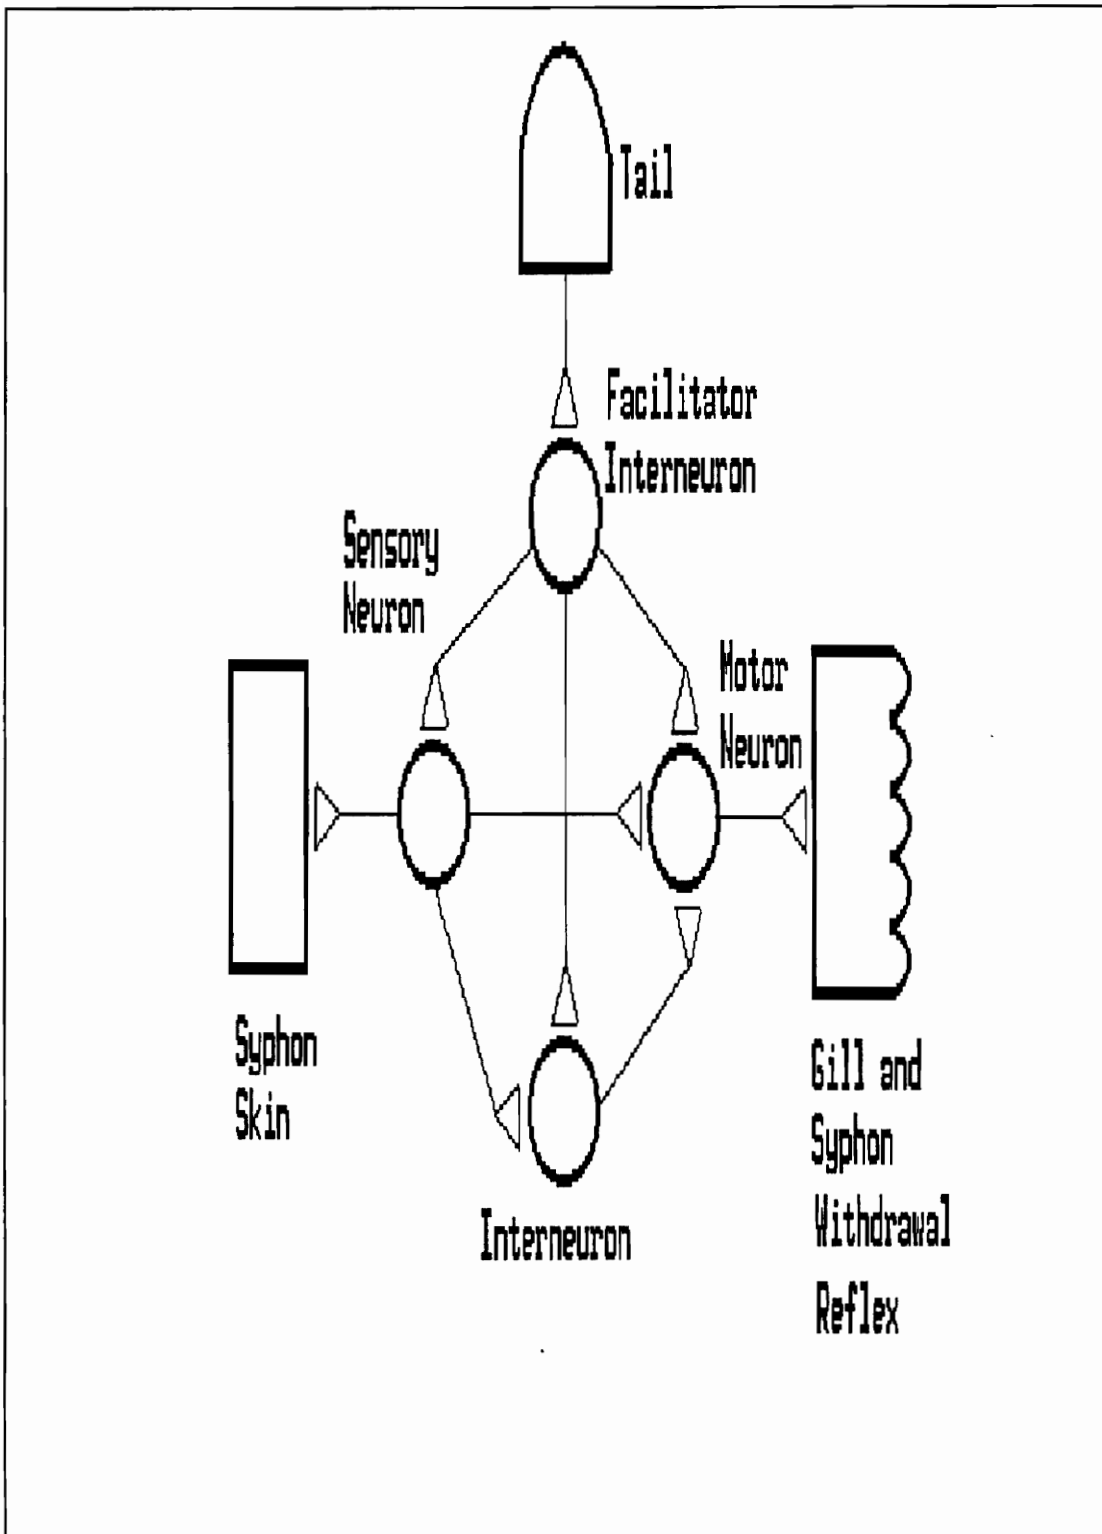 Tail
Facilitator
Interneuron
Sensory
Neuron
Motor
Neuron
Syphon
Skin
Gill and
Syphon
Withdrawal
Reflex
Interneuron